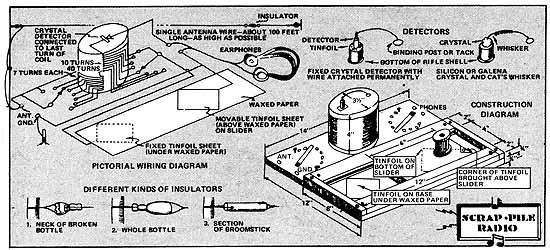 CRYSTAL
DETECTOR
CONNECTED
TO LAST
TURN OF
COIL
10 TURNS
40 TURNS
7 TURNS EACH
ANT.
GND.
INSULATOR
SINGLE ANTENNA WIRE—ABOUT 100 FEET
LONG—AS HIGH AS POSSIBLE
EARPHONES
WAXED PAPER
MOVABLE TINFOIL SHEET
(ABOVE WAXED PAPER)
ON SLIDER
FIXED TINFOIL SHEET
(UNDER WAXED PAPER)
PICTORIAL WIRING DIAGRAM
DETECTORS
DETECTOR
TINFOIL
BINDING POST OR TACK
CRYSTAL
WHISKER
BOTTOM OF RIFLE SHELL
FIXED CRYSTAL DETECTOR WITH
WIRE ATTACHED PERMANENTLY
SILICON OR GALENA
CRYSTAL AND CAT'S WHISKER
CONSTRUCTION
DIAGRAM
3½"
PHONES
4"
14"
ANT.
GND.
TINFOIL ON
BOTTOM OF
SLIDER
12"
12"
6"
TINFOIL ON BASE
UNDER WAXED PAPER
CORNER OF TINFOIL
BROUGHT ABOVE
SLIDER
DIFFERENT KINDS OF INSULATORS
1. NECK OF BROKEN
BOTTLE
2. WHOLE BOTTLE
3. SECTION
OF BROOMSTICK
SCRAP-PILE
RADIO